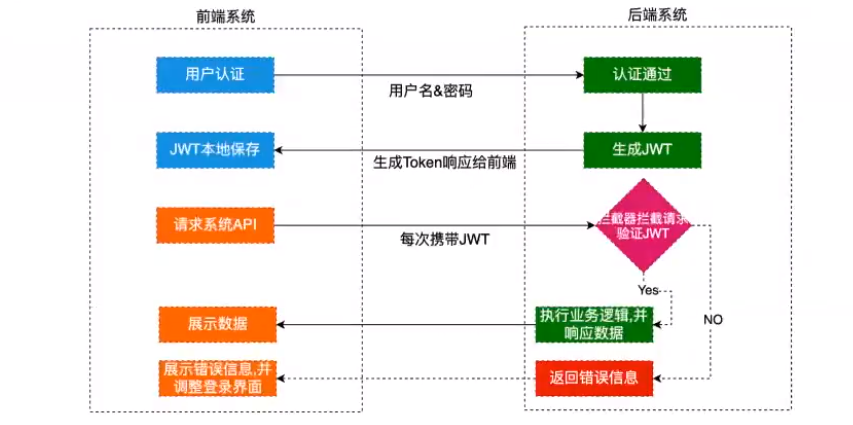 前端系统
后端系统
用户认证
用户名&密码
认证通过
JWT本地保存
生成Token响应给前端
生成JWT
请求系统API
每次携带JWT
拦截器拦截请求
验证JWT
Yes
NO
展示数据
执行业务逻辑,并
响应数据
展示错误信息,并
调整登录界面
返回错误信息